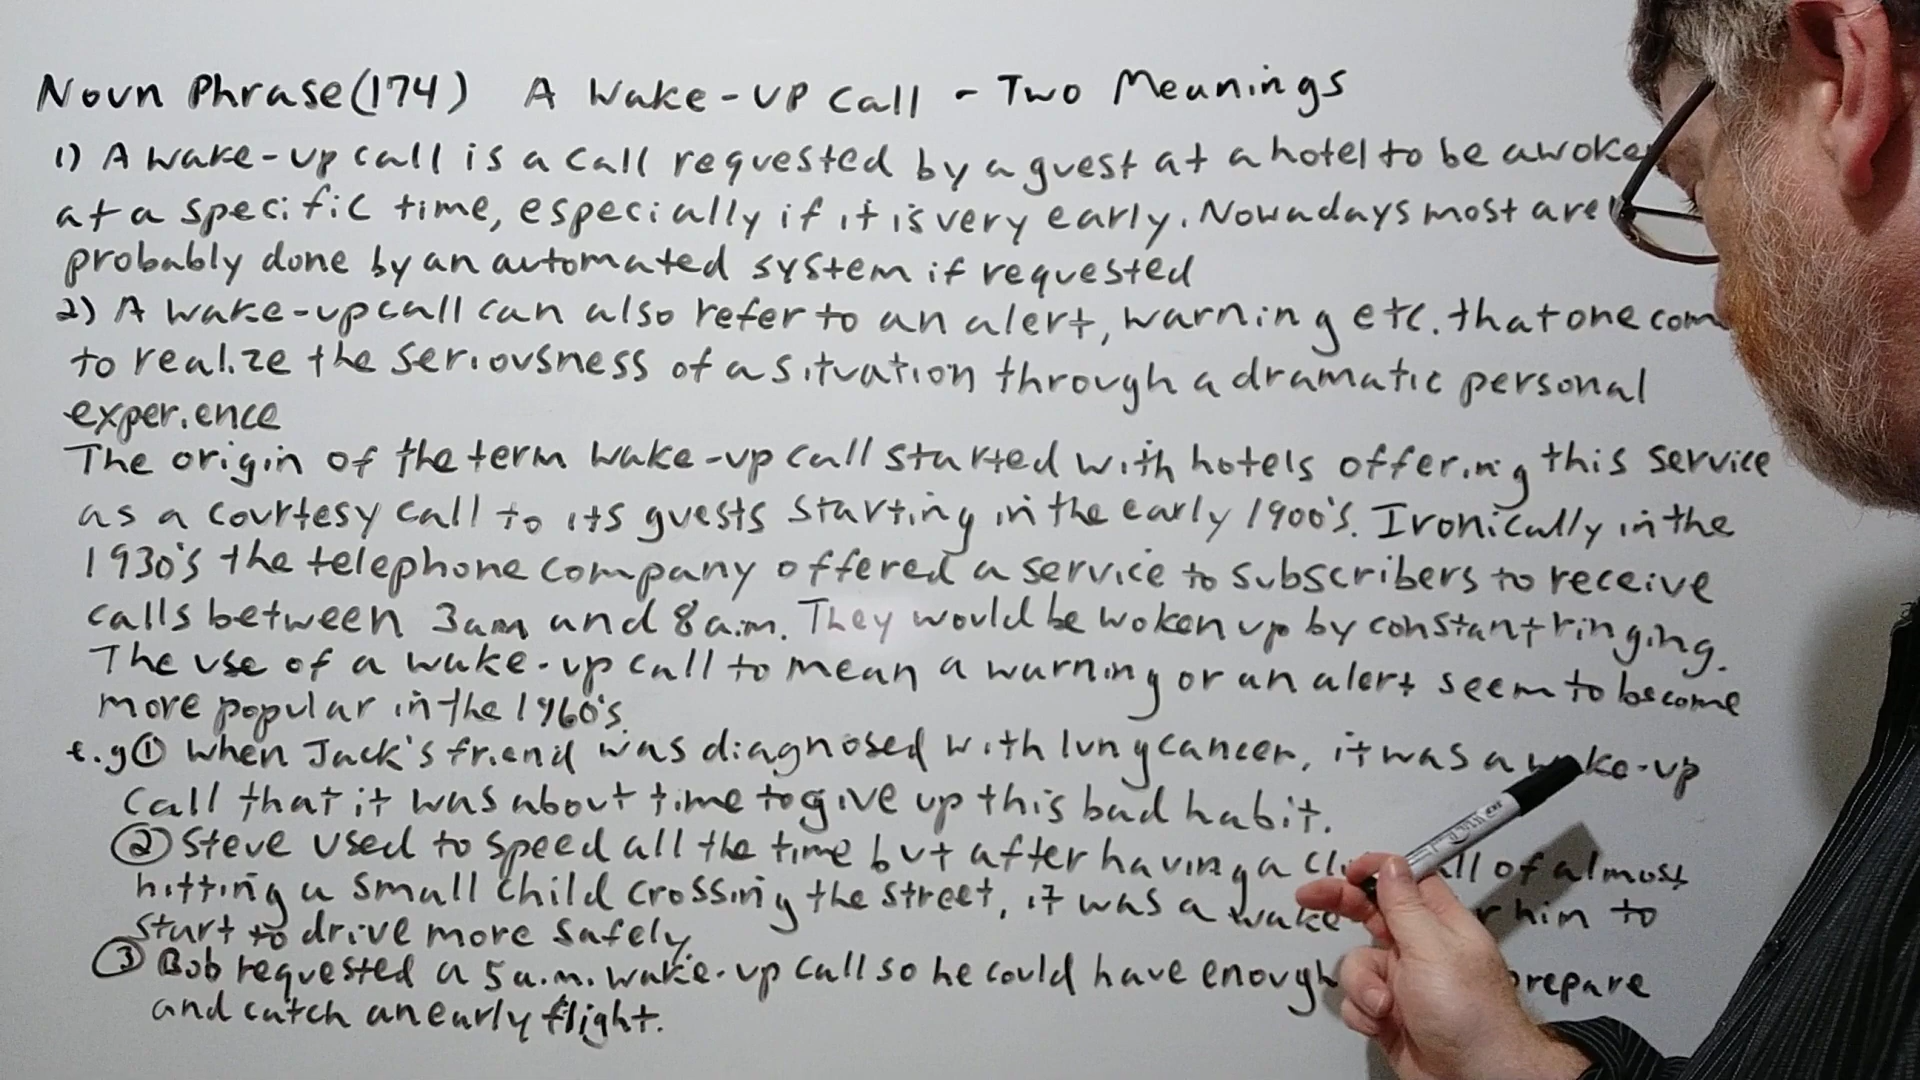 Noun Phrase (174) A Wake-up Call - Two Meanings
1) A wake-up call is a call requested by a guest at a hotel to be awoke
at a specific time, especially if it is very early. Nowadays most are
probably done by an automated system if requested
2) A wake-up call can also refer to an alert, warning etc. that one com
to realize the seriousness of a situation through a dramatic personal
experience
The origin of the term wake-up call started with hotels offering this service
as a courtesy call to its guests starting in the early 1900's. Ironically in the
1930's the telephone company offered a service to subscribers to receive
calls between 3am and 8a.m. They would be woken up by constant ringing.
The use of a wake-up call to mean a warning or an alert seem to become
more popular in the 1960's.
e.g ① When Jack's friend was diagnosed with lung cancer, it was a wake-up
call that it was about time to give up this bad habit.
② Steve used to speed all the time but after having a cl all of almost
hitting a small child crossing the street, it was a wake r him to
start to drive more safely.
③ Bob requested a 5 a.m. wake-up call so he could have enough prepare
and catch an early flight.